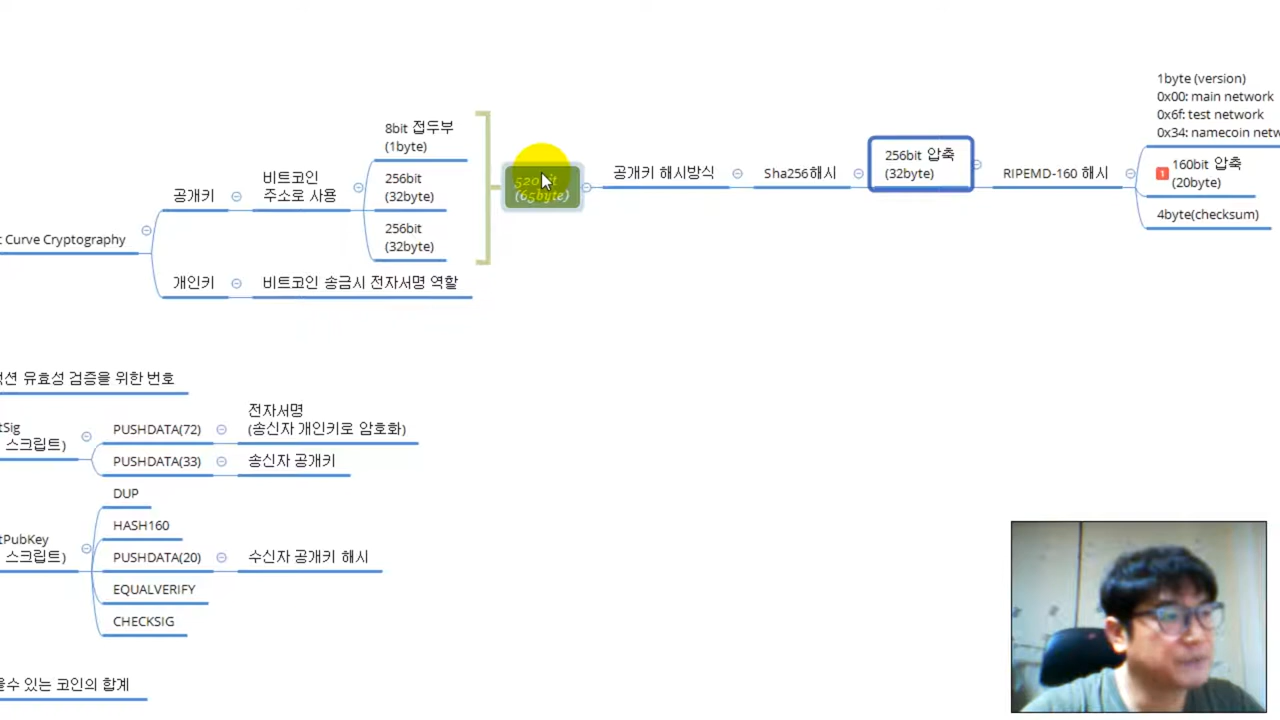 1byte (version)
0x00: main network
0x6f: test network
0x34: namecoin netw
8bit 접두부
(1byte)
256bit
(32byte)
256bit
(32byte)
520bit
(65byte)
공개키 해시방식
Sha256해시
256bit 압축
(32byte)
RIPEMD-160 해시
1
160bit 압축
(20byte)
4byte(checksum)
공개키
비트코인
주소로 사용
t Curve Cryptography
개인키
비트코인 송금시 전자서명 역할
션 유효성 검증을 위한 번호
tSig
스크립트)
PUSHDATA(72)
전자서명
(송신자 개인키로 암호화)
PUSHDATA(33)
송신자 공개키
DUP
HASH160
tPubKey
스크립트)
PUSHDATA(20)
수신자 공개키 해시
EQUALVERIFY
CHECKSIG
수 있는 코인의 합계